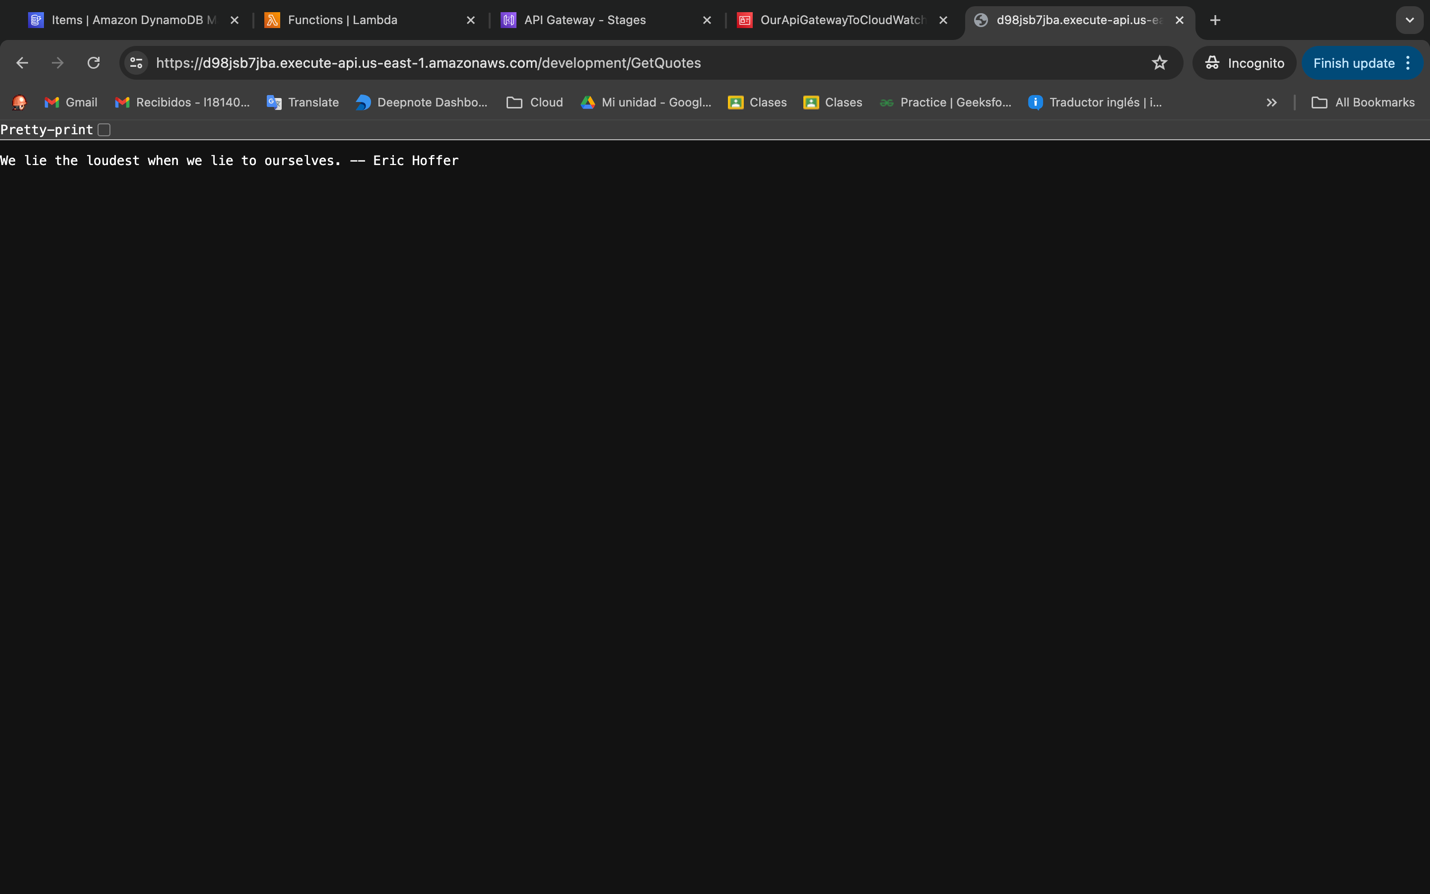 Items | Amazon DynamoDB M
Functions | Lambda
API Gateway - Stages
OurApiGatewayToCloudWatch
d98jsb7jba.execute-api.us-ea
https://d98jsb7jba.execute-api.us-east-1.amazonaws.com/development/GetQuotes
Incognito
Finish update
Gmail
Recibidos - l18140...
Translate
Deepnote Dashbo...
Cloud
Mi unidad - Googl...
Clases
Clases
Practice | Geeksfo...
Traductor inglés | i...
All Bookmarks
Pretty-print
We lie the loudest when we lie to ourselves. -- Eric Hoffer